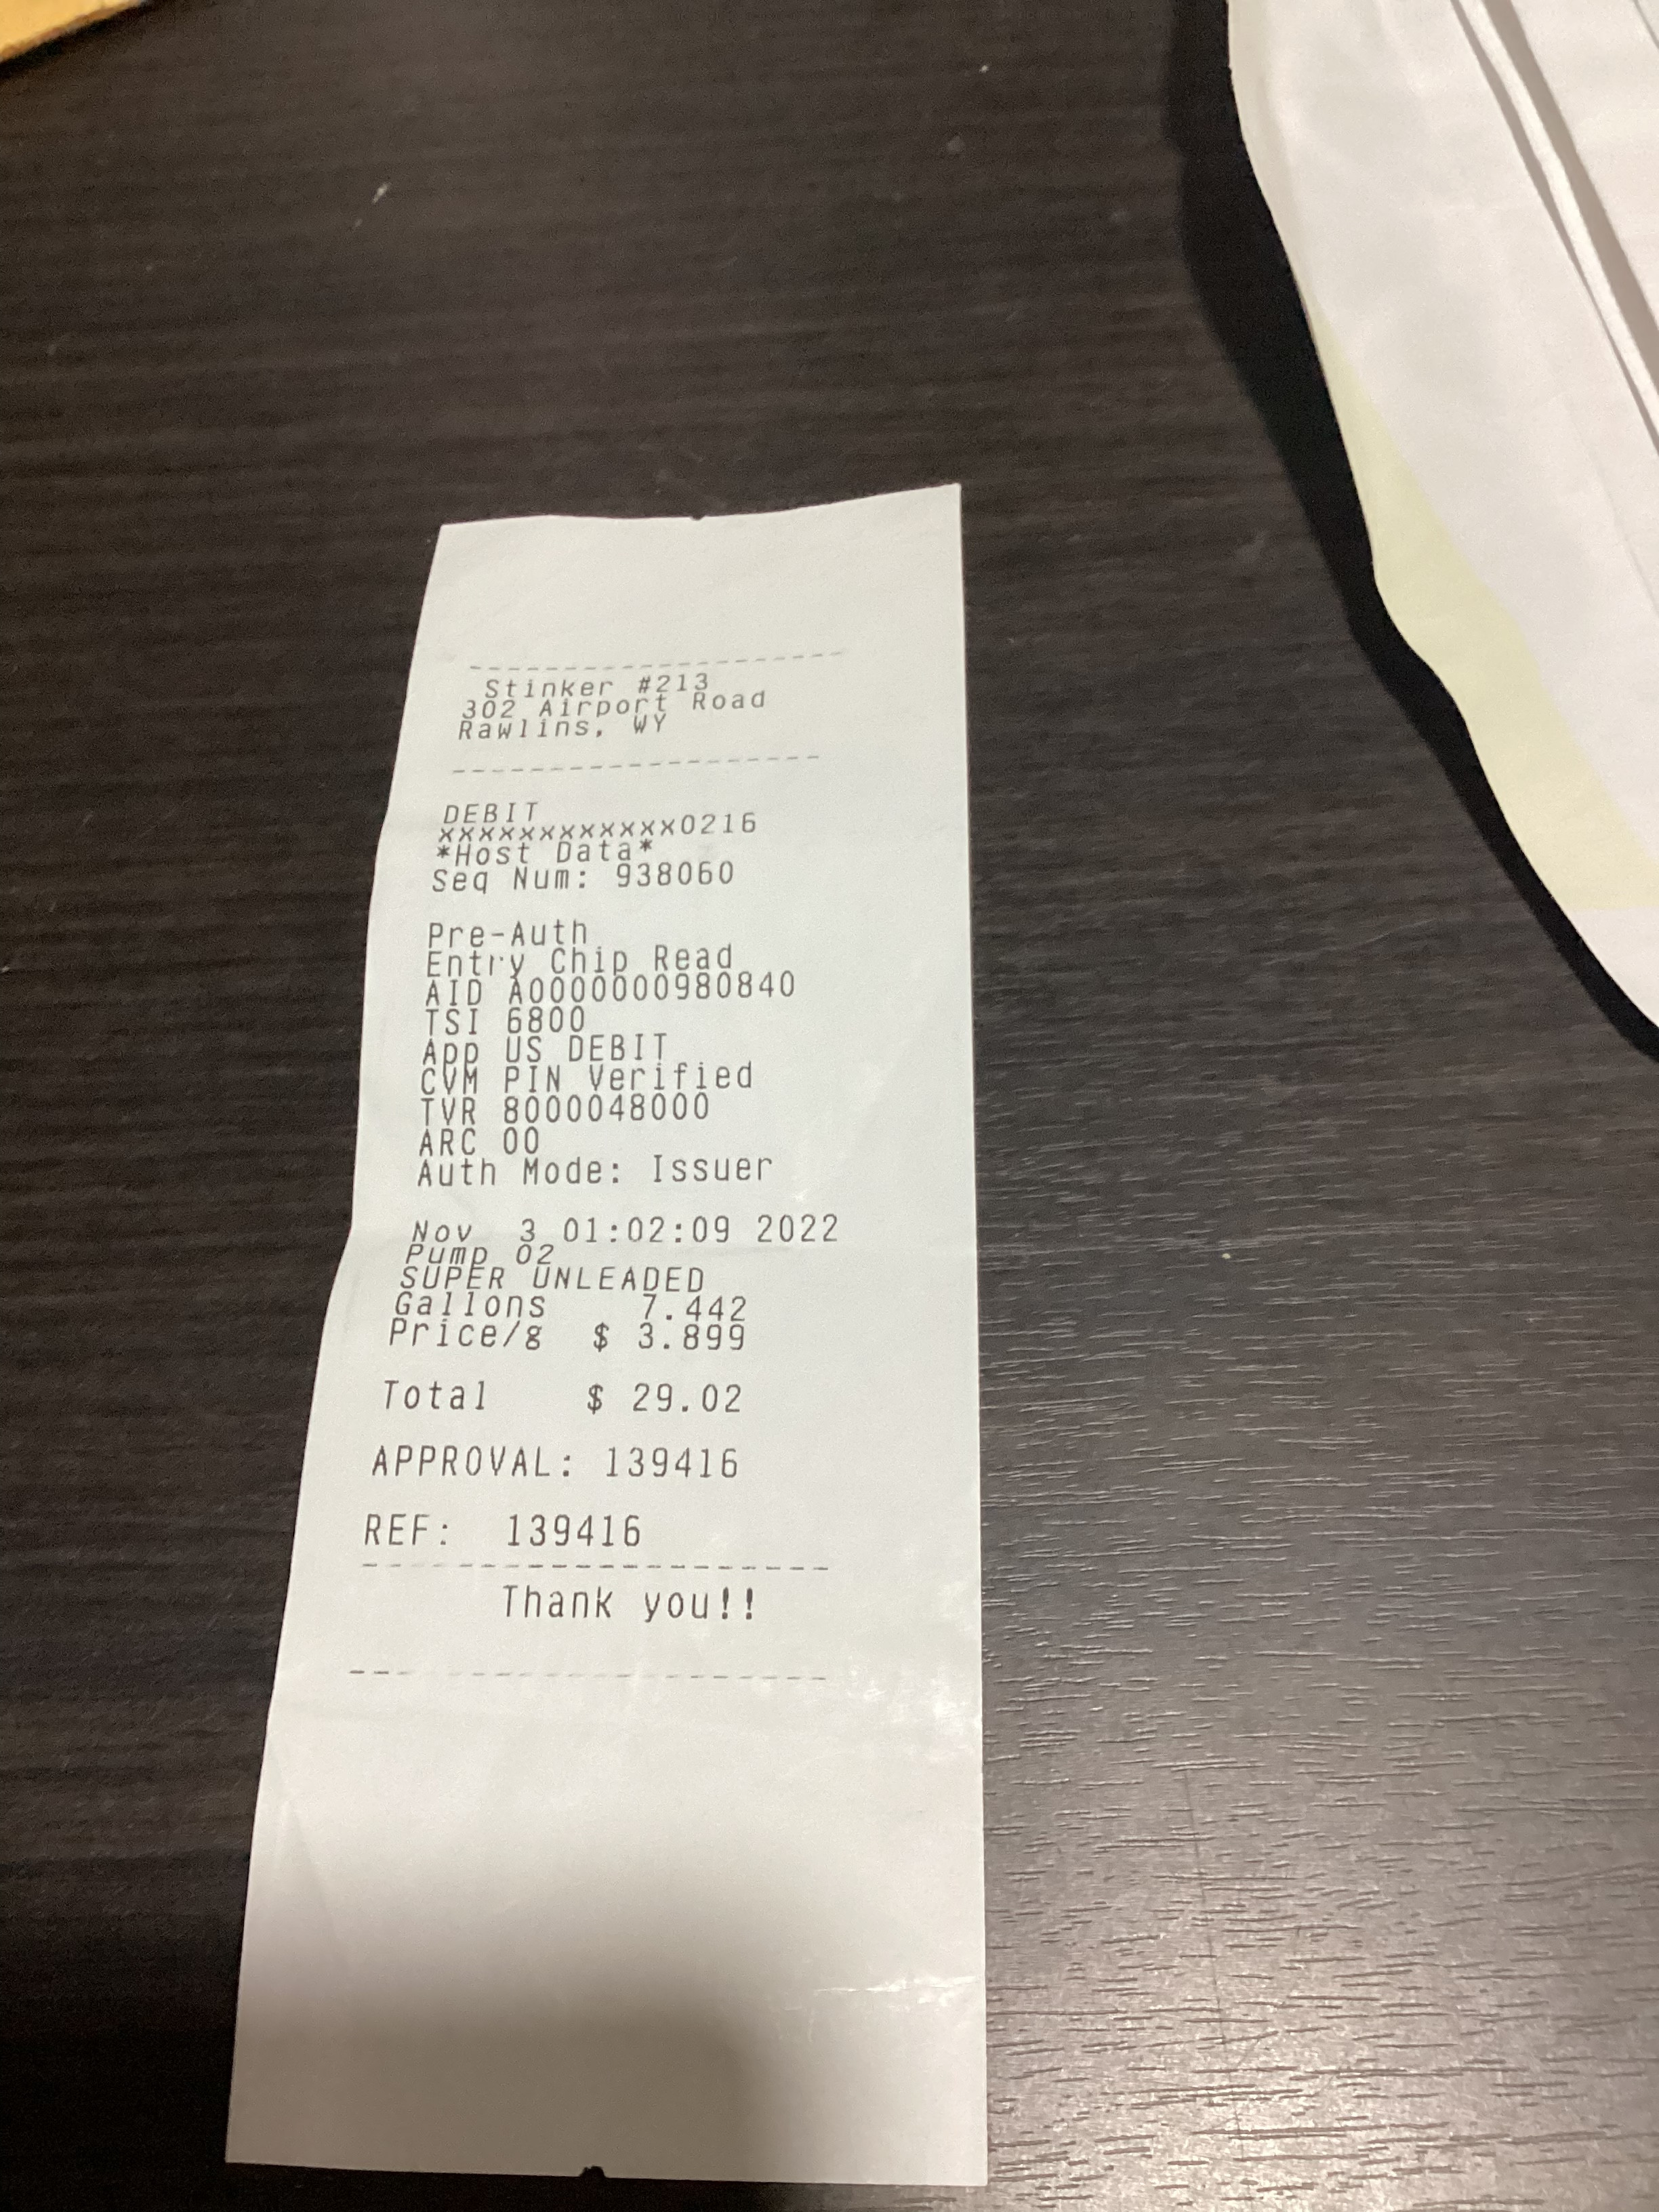 --------------------
Stinker #213
302 Airport Road
Rawlins, WY
--------------------
DEBIT
xxxxxxxxxxxx0216
*Host Data*
Seq Num: 938060
Pre-Auth
Entry Chip Read
AID A0000000980840
TSI 6800
App US DEBIT
CVM PIN Verified
TVR 8000048000
ARC 00
Auth Mode: Issuer
Nov 3 01:02:09 2022
Pump 02
SUPER UNLEADED
Gallons 7.442
Price/g $ 3.899
Total $ 29.02
APPROVAL: 139416
REF: 139416
--------------------
Thank you!!
--------------------